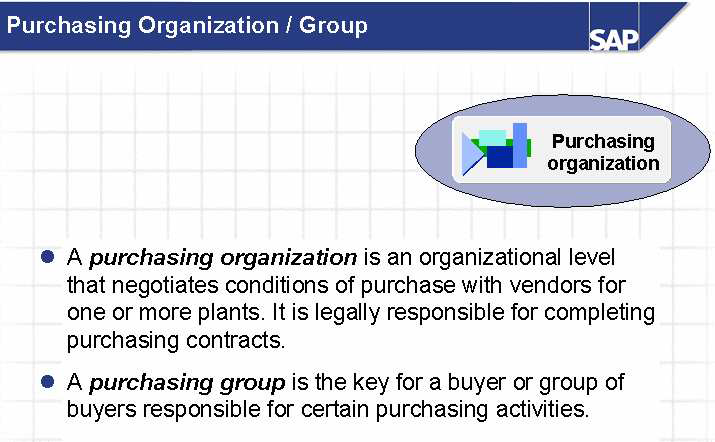 Purchasing Organization / Group
SAP
Purchasing
organization
A purchasing organization is an organizational level
that negotiates conditions of purchase with vendors for
one or more plants. It is legally responsible for completing
purchasing contracts.
A purchasing group is the key for a buyer or group of
buyers responsible for certain purchasing activities.